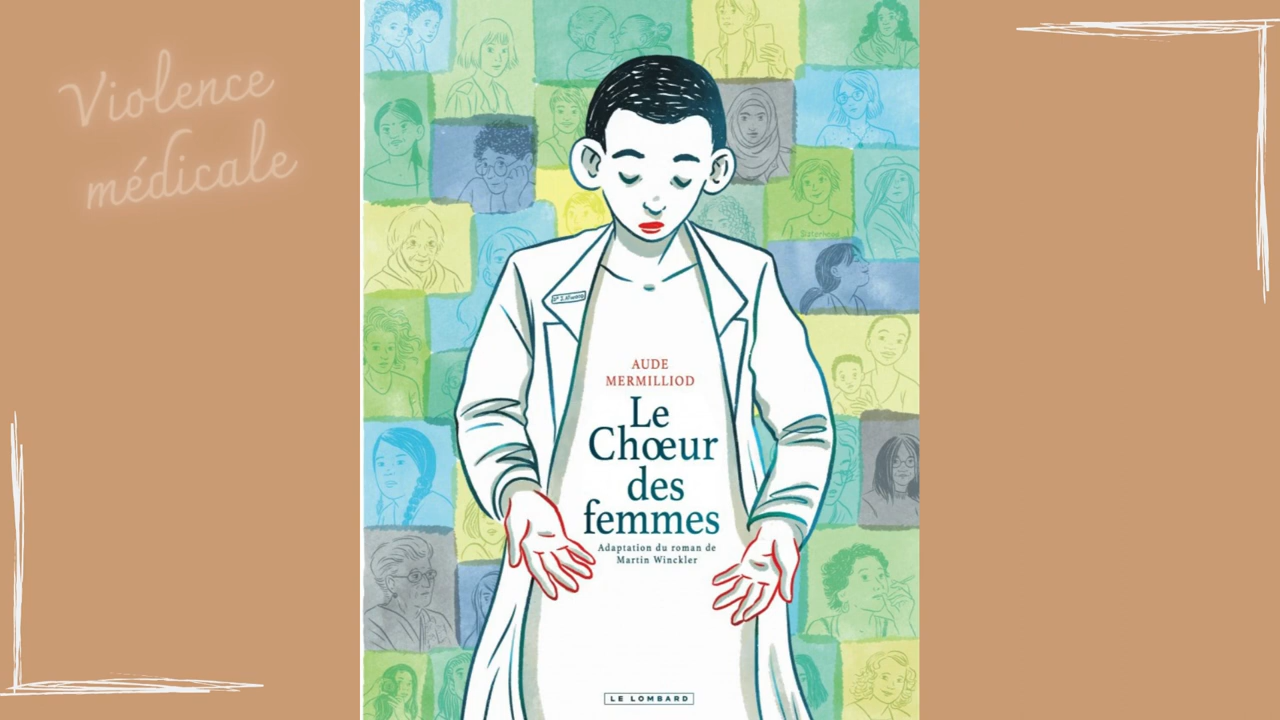 Violence
médicale
AUDE
MERMILLIOD
Le
Chœur
des
femmes
Adaptation du roman de
Martin Winckler
LE LOMBARD